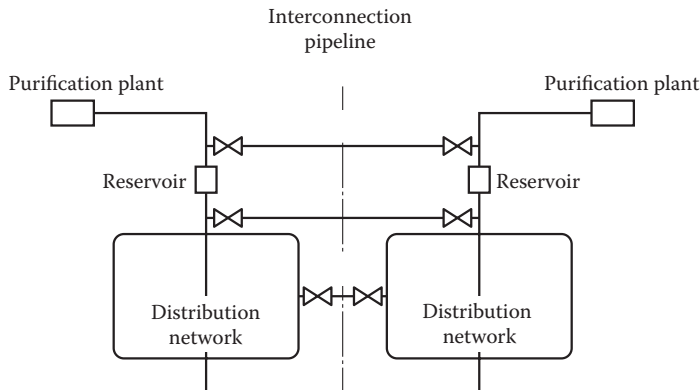 Interconnection
pipeline
Purification plant
Purification plant
Reservoir
Reservoir
Distribution
network
Distribution
network